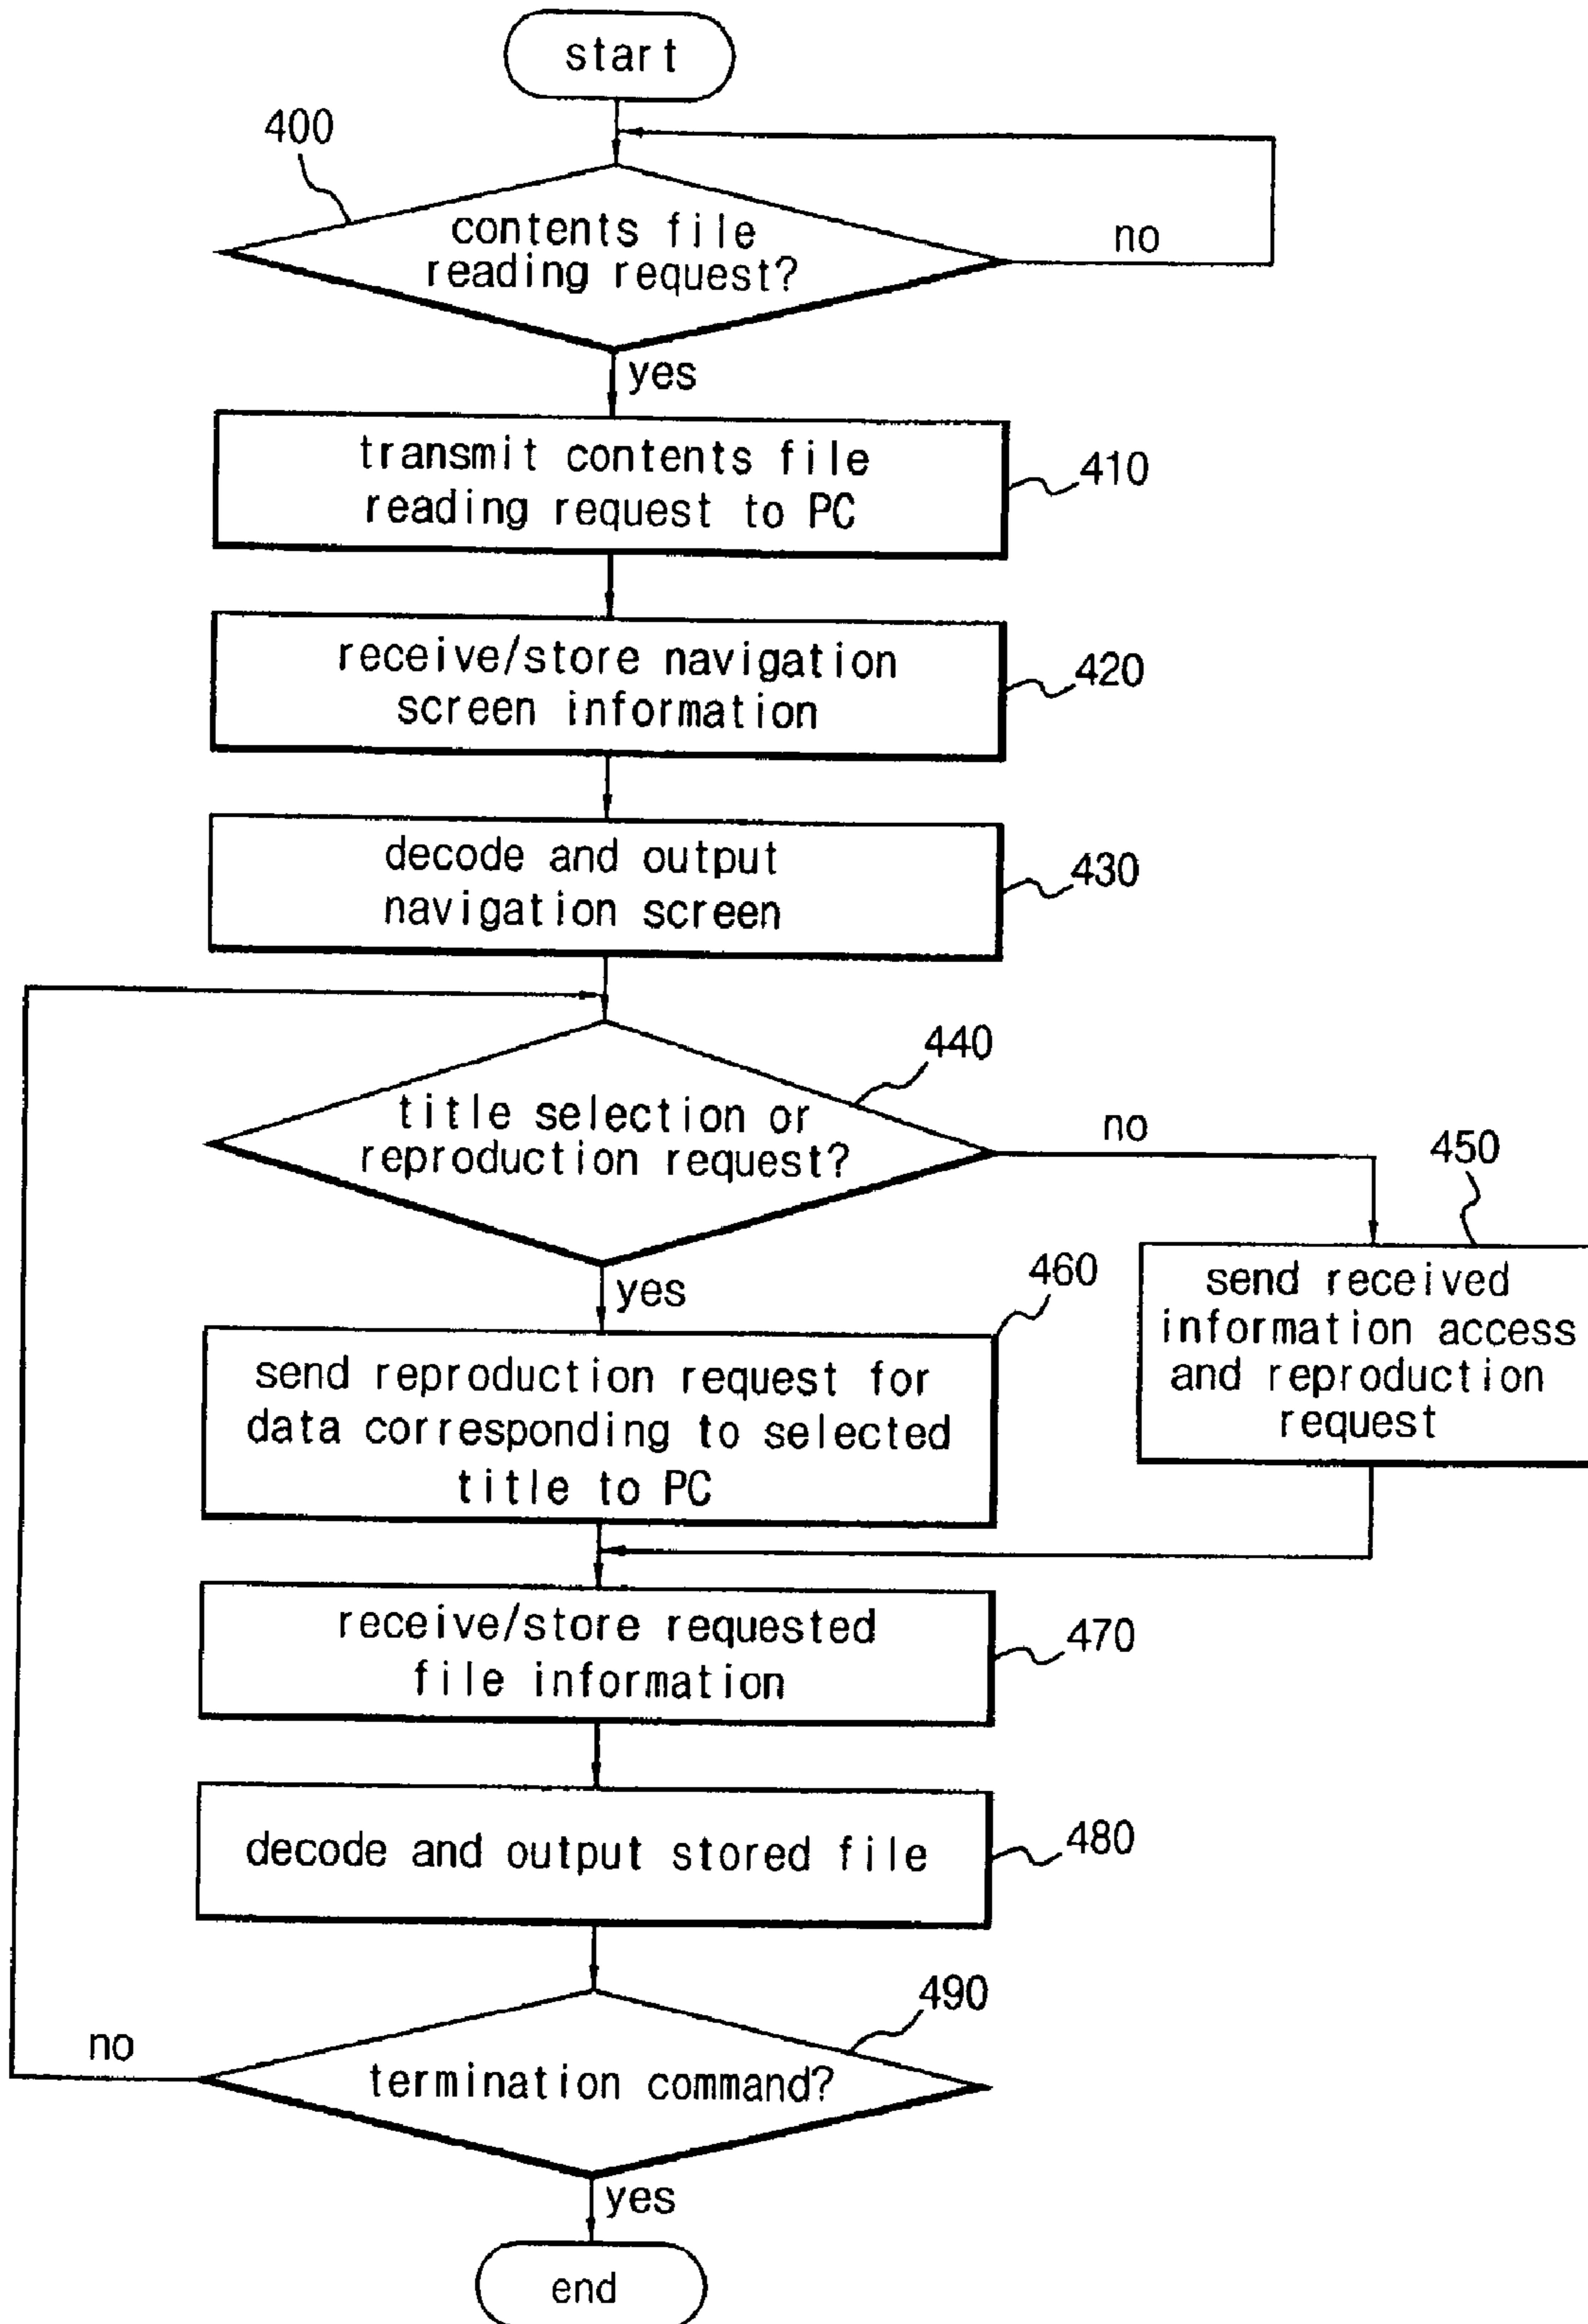 start
400
contents file
reading request?
no
yes
transmit contents file
reading request to PC
410
receive/store navigation
screen information
420
decode and output
navigation screen
430
440
title selection or
reproduction request?
no
450
yes
460
send received
information access
and reproduction
request
send reproduction request for
data corresponding to selected
title to PC
receive/store requested
file information
470
decode and output stored file
480
490
no
termination command?
yes
end